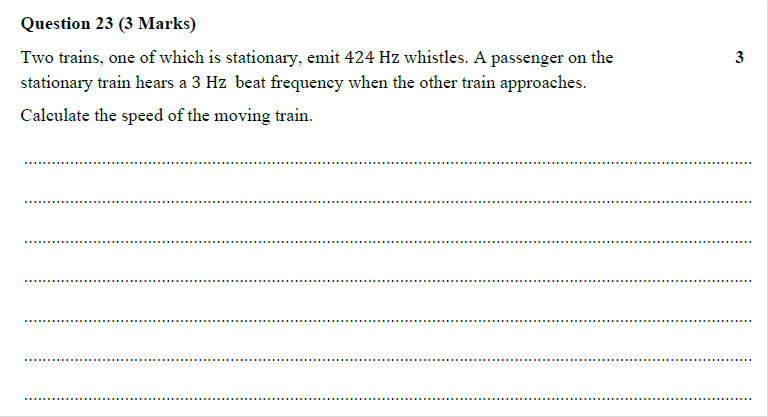 Question 23 (3 Marks)
Two trains, one of which is stationary, emit 424 Hz whistles. A passenger on the 3
stationary train hears a 3 Hz beat frequency when the other train approaches.
Calculate the speed of the moving train.